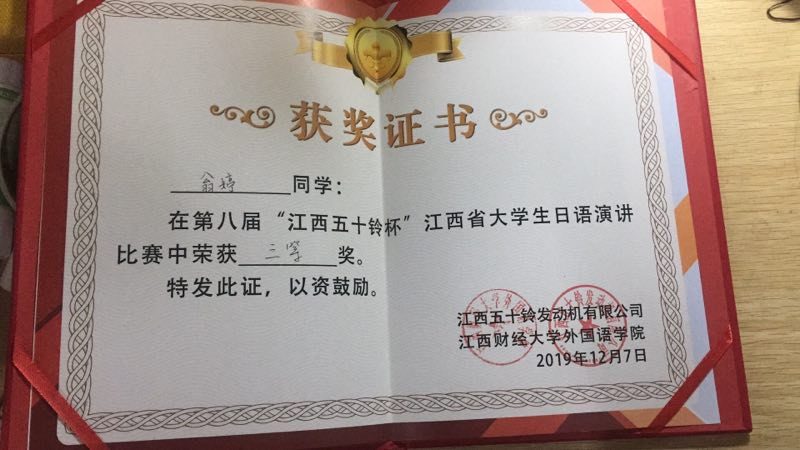 获奖证书
翁婷同学：
在第八届“江西五十铃杯”江西省大学生日语演讲
比赛中荣获三等奖。
特发此证，以资鼓励。
江西五十铃发动机有限公司
江西财经大学外国语学院
2019年12月7日